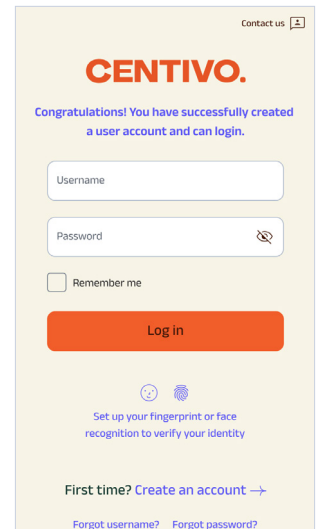 Contact us
CENTIVO.
Congratulations! You have successfully created
a user account and can login.
Username
Password
Remember me
Log in
Set up your fingerprint or face
recognition to verify your identity
First time? Create an account →
Forgot username? Forgot password?